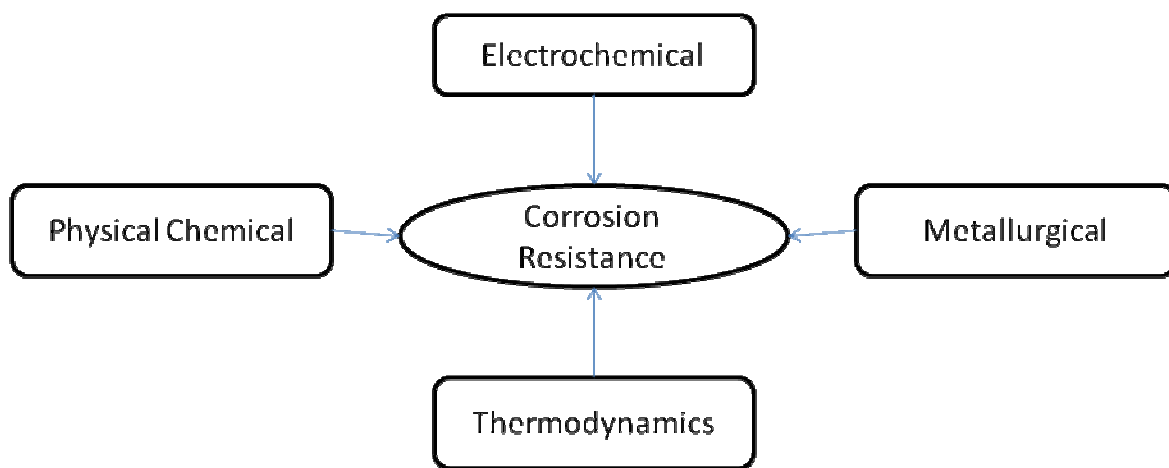 Electrochemical
Physical Chemical
Corrosion
Resistance
Metallurgical
Thermodynamics